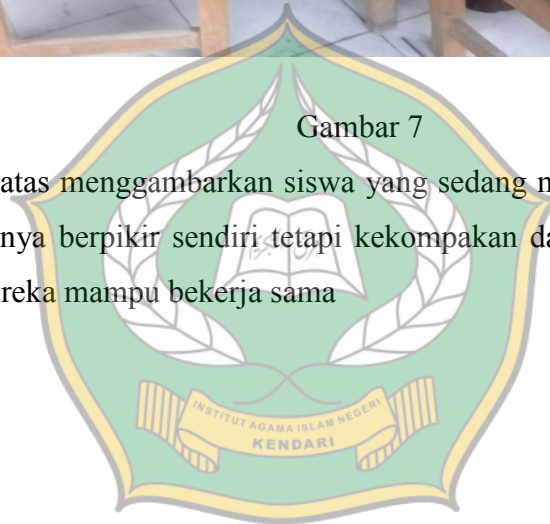 Gambar 7
atas menggambarkan siswa yang sedang
nya berpikir sendiri tetapi kekompakan
reka mampu bekerja sama
INSTITUT AGAMA ISLAM NEGERI
KENDARI